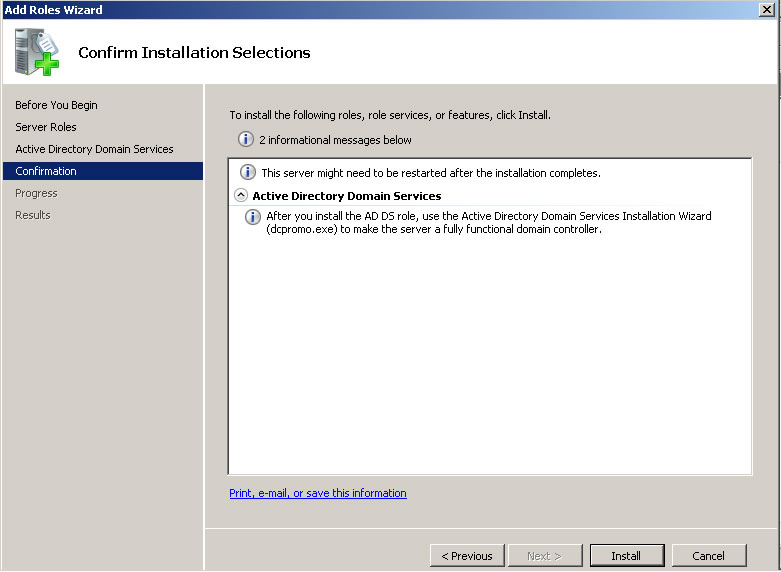 Add Roles Wizard
Confirm Installation Selections
Before You Begin
Server Roles
Active Directory Domain Services
Confirmation
Progress
Results
To install the following roles, role services, or features, click Install.
2 informational messages below
This server might need to be restarted after the installation completes.
Active Directory Domain Services
After you install the AD DS role, use the Active Directory Domain Services Installation Wizard
(dcpromo.exe) to make the server a fully functional domain controller.
Print, e-mail, or save this information
< Previous
Next >
Install
Cancel